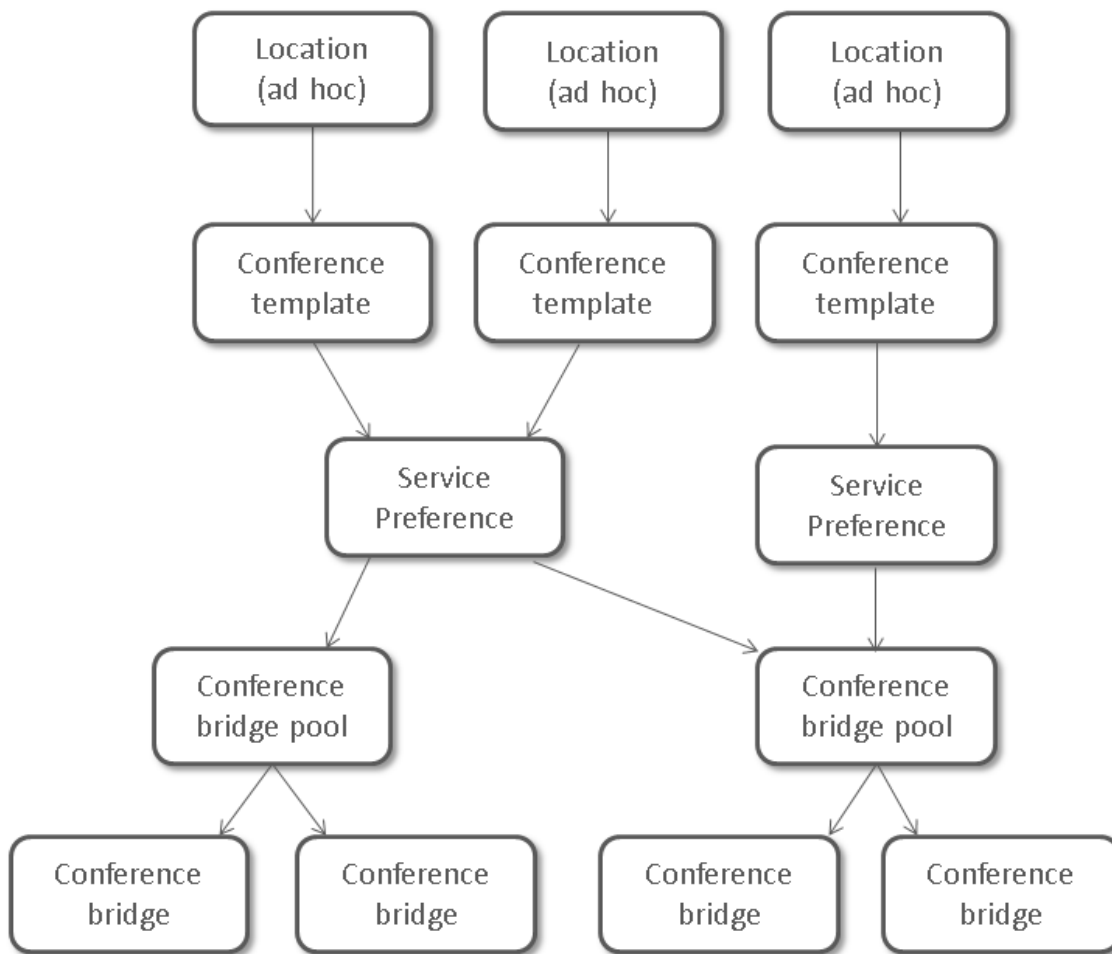 Location
(ad hoc)
Location
(ad hoc)
Location
(ad hoc)
Conference
template
Conference
template
Conference
template
Service
Preference
Service
Preference
Conference
bridge pool
Conference
bridge pool
Conference
bridge
Conference
bridge
Conference
bridge
Conference
bridge